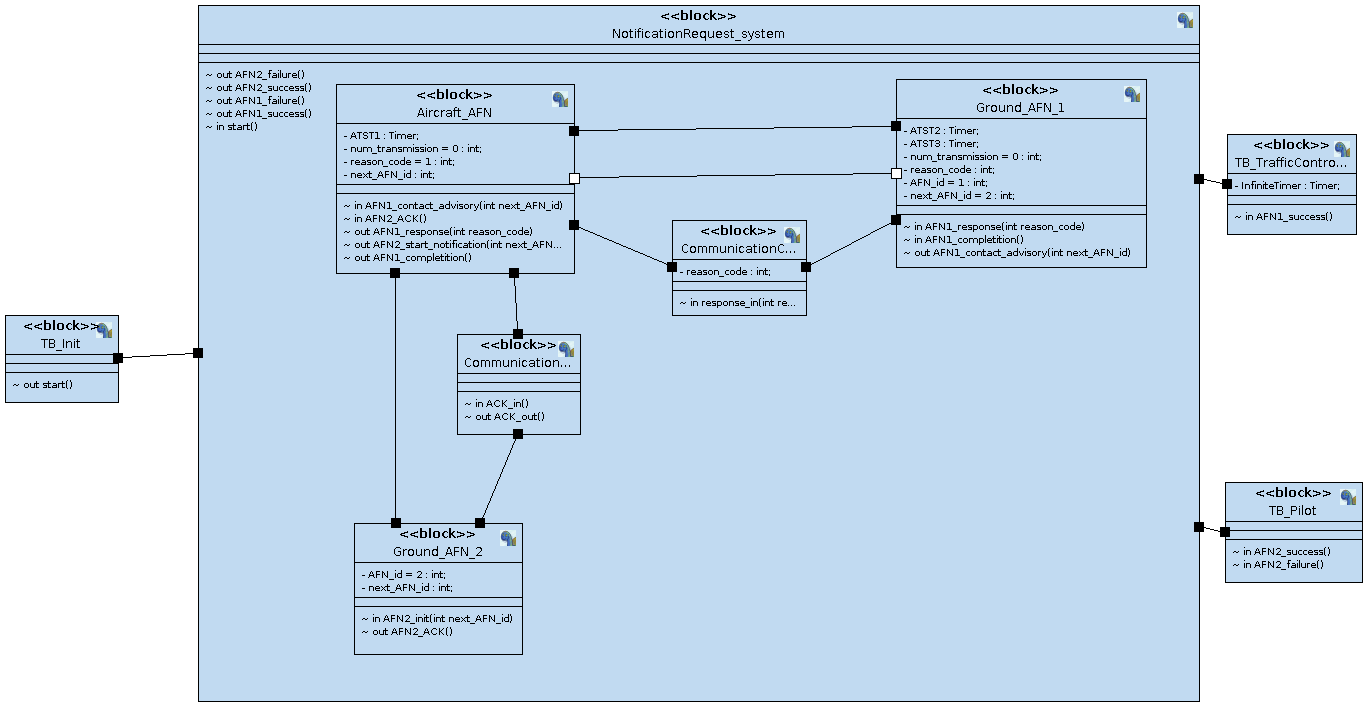 <<block>>
NotificationRequest_system
~ out AFN2_failure()
~ out AFN2_success()
~ out AFN1_failure()
~ out AFN1_success()
~ in start()
<<block>>
Aircraft_AFN
- ATST1 : Timer;
- num_transmission = 0 : int;
- reason_code = 1 : int;
- next_AFN_id : int;
~ in AFN1_contact_advisory(int next_AFN_id)
~ in AFN2_ACK()
~ out AFN1_response(int reason_code)
~ out AFN2_start_notification(int next_AFN...
~ out AFN1_completition()
<<block>>
Ground_AFN_1
- ATST2 : Timer;
- ATST3 : Timer;
- num_transmission = 0 : int;
- reason_code : int;
- AFN_id = 1 : int;
- next_AFN_id = 2 : int;
~ in AFN1_response(int reason_code)
~ in AFN1_completition()
~ out AFN1_contact_advisory(int next_AFN_id)
<<block>>
TB_TrafficContro...
- InfiniteTimer : Timer;
~ in AFN1_success()
<<block>>
CommunicationC...
- reason_code : int;
~ in response_in(int re...
<<block>>
TB_Init
~ out start()
<<block>>
Communication...
~ in ACK_in()
~ out ACK_out()
<<block>>
TB_Pilot
~ in AFN2_success()
~ in AFN2_failure()
<<block>>
Ground_AFN_2
- AFN_id = 2 : int;
- next_AFN_id : int;
~ in AFN2_init(int next_AFN_id)
~ out AFN2_ACK()